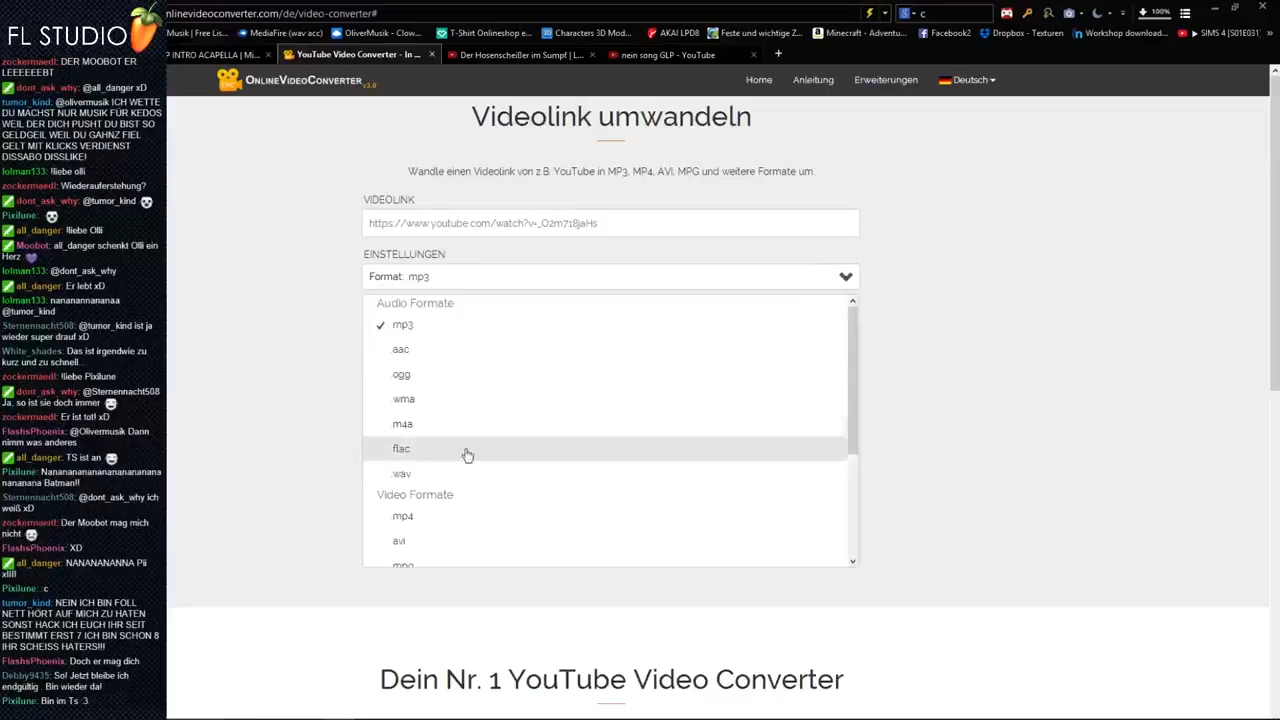 FL STUDIO
zockermaedl: DER MOOBOT ER
LEEEEEBT
dont_ask_why: @all_danger xD
tumor_kind: @olivermusik ICH WETTE
DU MACHST NUR MUSIK FÜR KEDOS
WEIL DER DICH PUSHT DU BIST SO
GELDGEIL WEIL DU GAHNZ FIEL
GELT MIT KLICKS VERDIENST
DISSABO DISSLIKE!
lolman133: !liebe olli
zockermaedl: Wiederauferstehung?
dont_ask_why: @tumor_kind
Pixilune:
all_danger: !liebe Olli
Moobot: all_danger schenkt Olli ein
Herz
lolman133: @dont_ask_why
all_danger: Er lebt xD
lolman133: nanananнanaaa
@tumor_kind
Sternennacht508: @tumor_kind ist ja
wieder super drauf xD
White_shades: Das ist irgendwie zu
kurz und zu schnell...
zockermaedl: !liebe Pixilune
dont_ask_why: @Sternennacht508
Ja, so ist sie doch immer
zockermaedl: Er ist tot! xD
FlashsPhoenix: @Olivermusik Dann
nimm was anderes
all_danger: TS ist an
Pixilune: Nanananananananananana
nananana Batman!!
Sternennacht508: @dont_ask_why ich
weiß xD
zockermaedl: Der Moobot mag mich
nicht
FlashsPhoenix: XD
all_danger: NANANANANNA Pii
xllll
Pixilune: :c
tumor_kind: NEIN ICH BIN FOLL
NETT HÖRT AUF MICH ZU HATEN
SONST HACK ICH EUCH IHR SEIT
BESTIMMT ERST 7 ICH BIN SCHON 8
IHR SCHEISS HATERS!!!
FlashsPhoenix: Doch er mag dich
Debby9435: So! Jetzt bleibe ich
endgültig . Bin wieder da!
Pixilune: Bin im Ts :3
nlinevideoconverter.com/de/video-converter#
c
100%
Musik | Free Lis...
MediaFire (wav acc)
OliverMusik - Clow...
T-Shirt Onlineshop e...
Characters 3D Mod...
AKAI LPD8
Feste und wichtige Z...
Minecraft - Adventu...
Facebook2
Dropbox - Texturen
Workshop download...
SIMS 4 [S01E031]
P INTRO ACAPELLA | Mi...
YouTube Video Converter - In ...
Der Hosenscheißer im Sumpf | ...
nein song GLP - YouTube
ONLINEVIDEOCONVERTER v3.0
Home
Anleitung
Erweiterungen
Deutsch
Videolink umwandeln
Wandle einen Videolink von z.B. YouTube in MP3, MP4, AVI, MPG und weitere Formate um.
VIDEOLINK
https://www.youtube.com/watch?v=_O2m718jaHs
EINSTELLUNGEN
Format: mp3
Audio Formate
mp3
.aac
.ogg
.wma
.m4a
flac
.wav
Video Formate
.mp4
avi
mpg
Dein Nr. 1 YouTube Video Converter